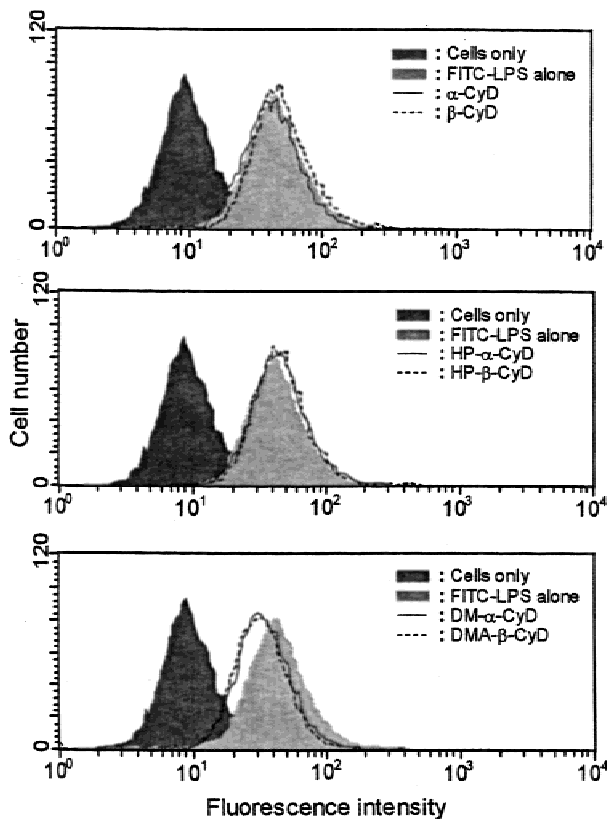 120
0
: Cells only
: FITC-LPS alone
: α-CyD
: β-CyD
10⁰ 10¹ 10² 10³ 10⁴
Cell number
120
0
: Cells only
: FITC-LPS alone
: HP-α-CyD
: HP-β-CyD
10⁰ 10¹ 10² 10³ 10⁴
120
0
: Cells only
: FITC-LPS alone
: DM-α-CyD
: DMA-β-CyD
10⁰ 10¹ 10² 10³ 10⁴
Fluorescence intensity